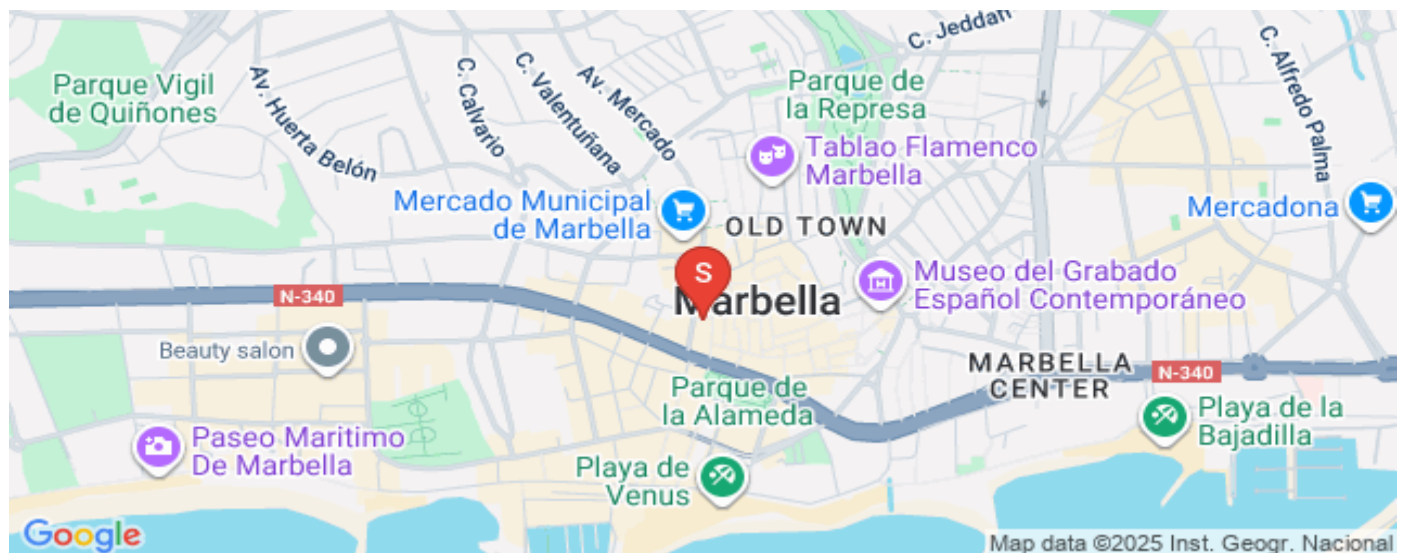 C. Jeddah
C. Alfredo Palma
Parque Vigil
de Quiñones
Av. Huerta Belón
C. Calvario
C. Valentuñana
Av. Mercado
Parque de
la Represa
Tablao Flamenco
Marbella
Mercado Municipal
de Marbella
OLD TOWN
Mercadona
S
Marbella
Museo del Grabado
Español Contemporáneo
N-340
Beauty salon
MARBELLA
CENTER
N-340
Parque de
la Alameda
Playa de la
Bajadilla
Paseo Maritimo
De Marbella
Playa de
Venus
Google
Map data ©2025 Inst. Geogr. Nacional